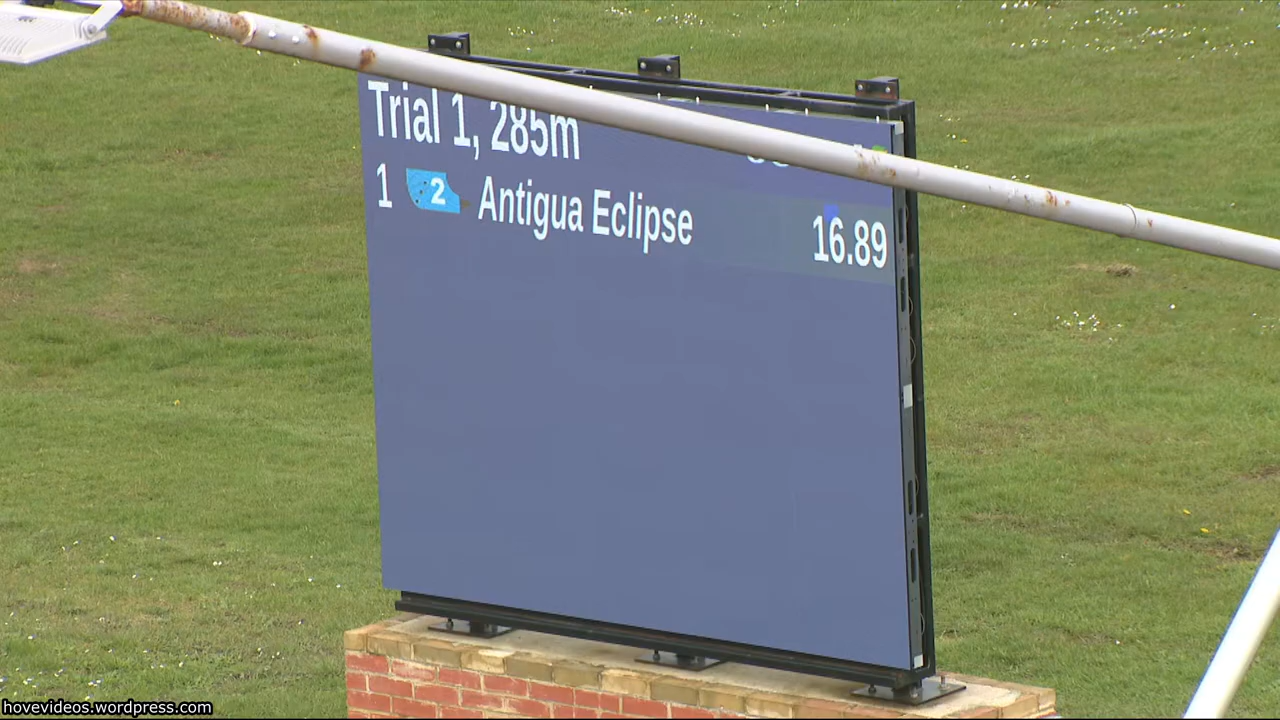 Trial 1, 285m
1 2 Antigua Eclipse 16.89
hovevideos.wordpress.com